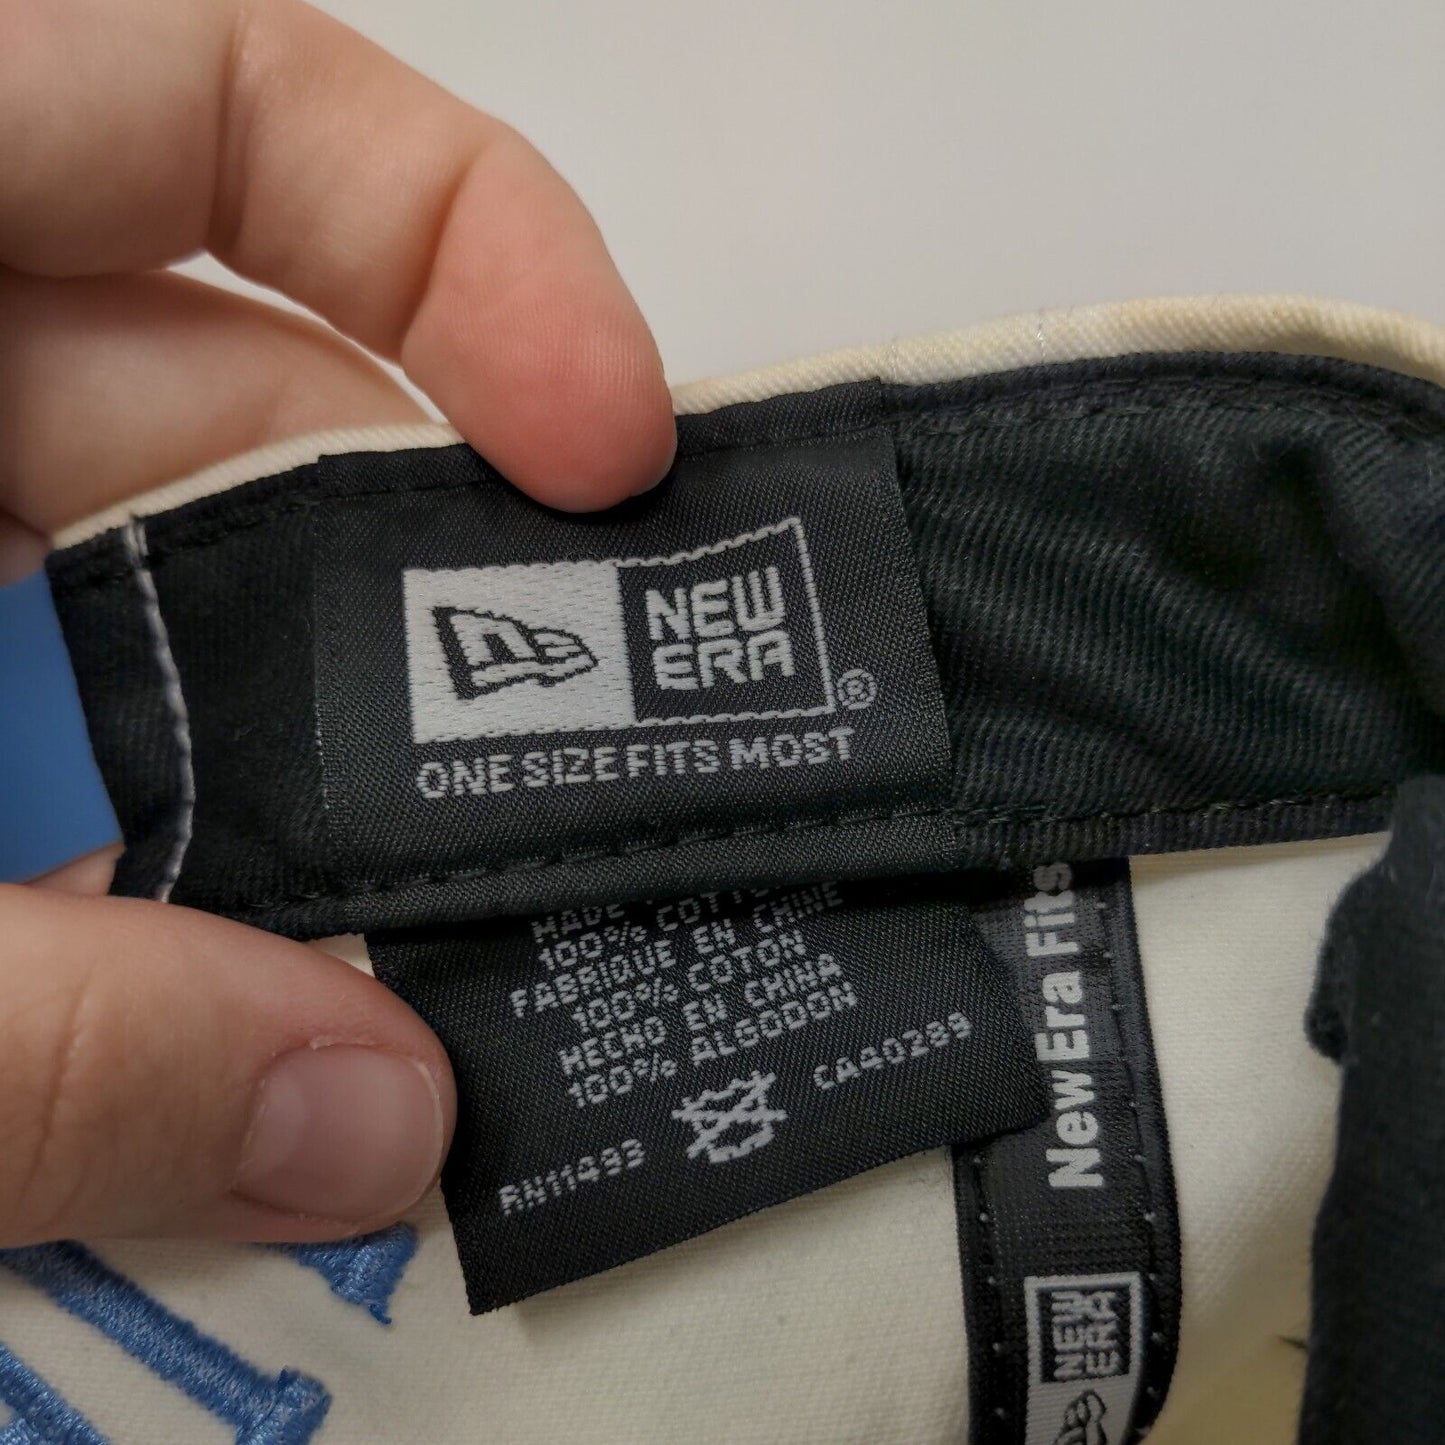 NEW
ERA
®
ONE SIZE FITS MOST
MADE
100% COTTON
FABRIQUE EN CHINE
100% COTON
HECHO EN CHINA
100% ALGODON
RN11493
CA40289
New Era Fits
NEW
ERA